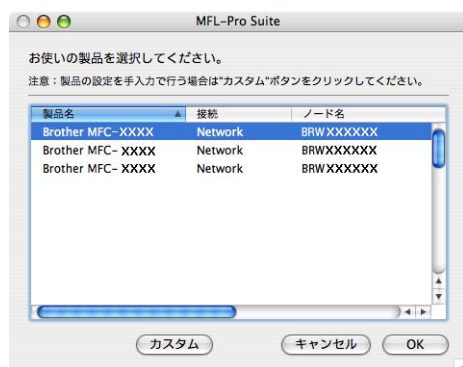 MFL-Pro Suite
お使いの製品を選択してください。
注意：製品の設定を手入力で行う場合は"カスタム"ボタンをクリックしてください。
製品名 接続 ノード名
Brother MFC-XXXX Network BRWXXXXXX
Brother MFC- XXXX Network BRWXXXXXX
Brother MFC- XXXX Network BRWXXXXXX
カスタム キャンセル OK